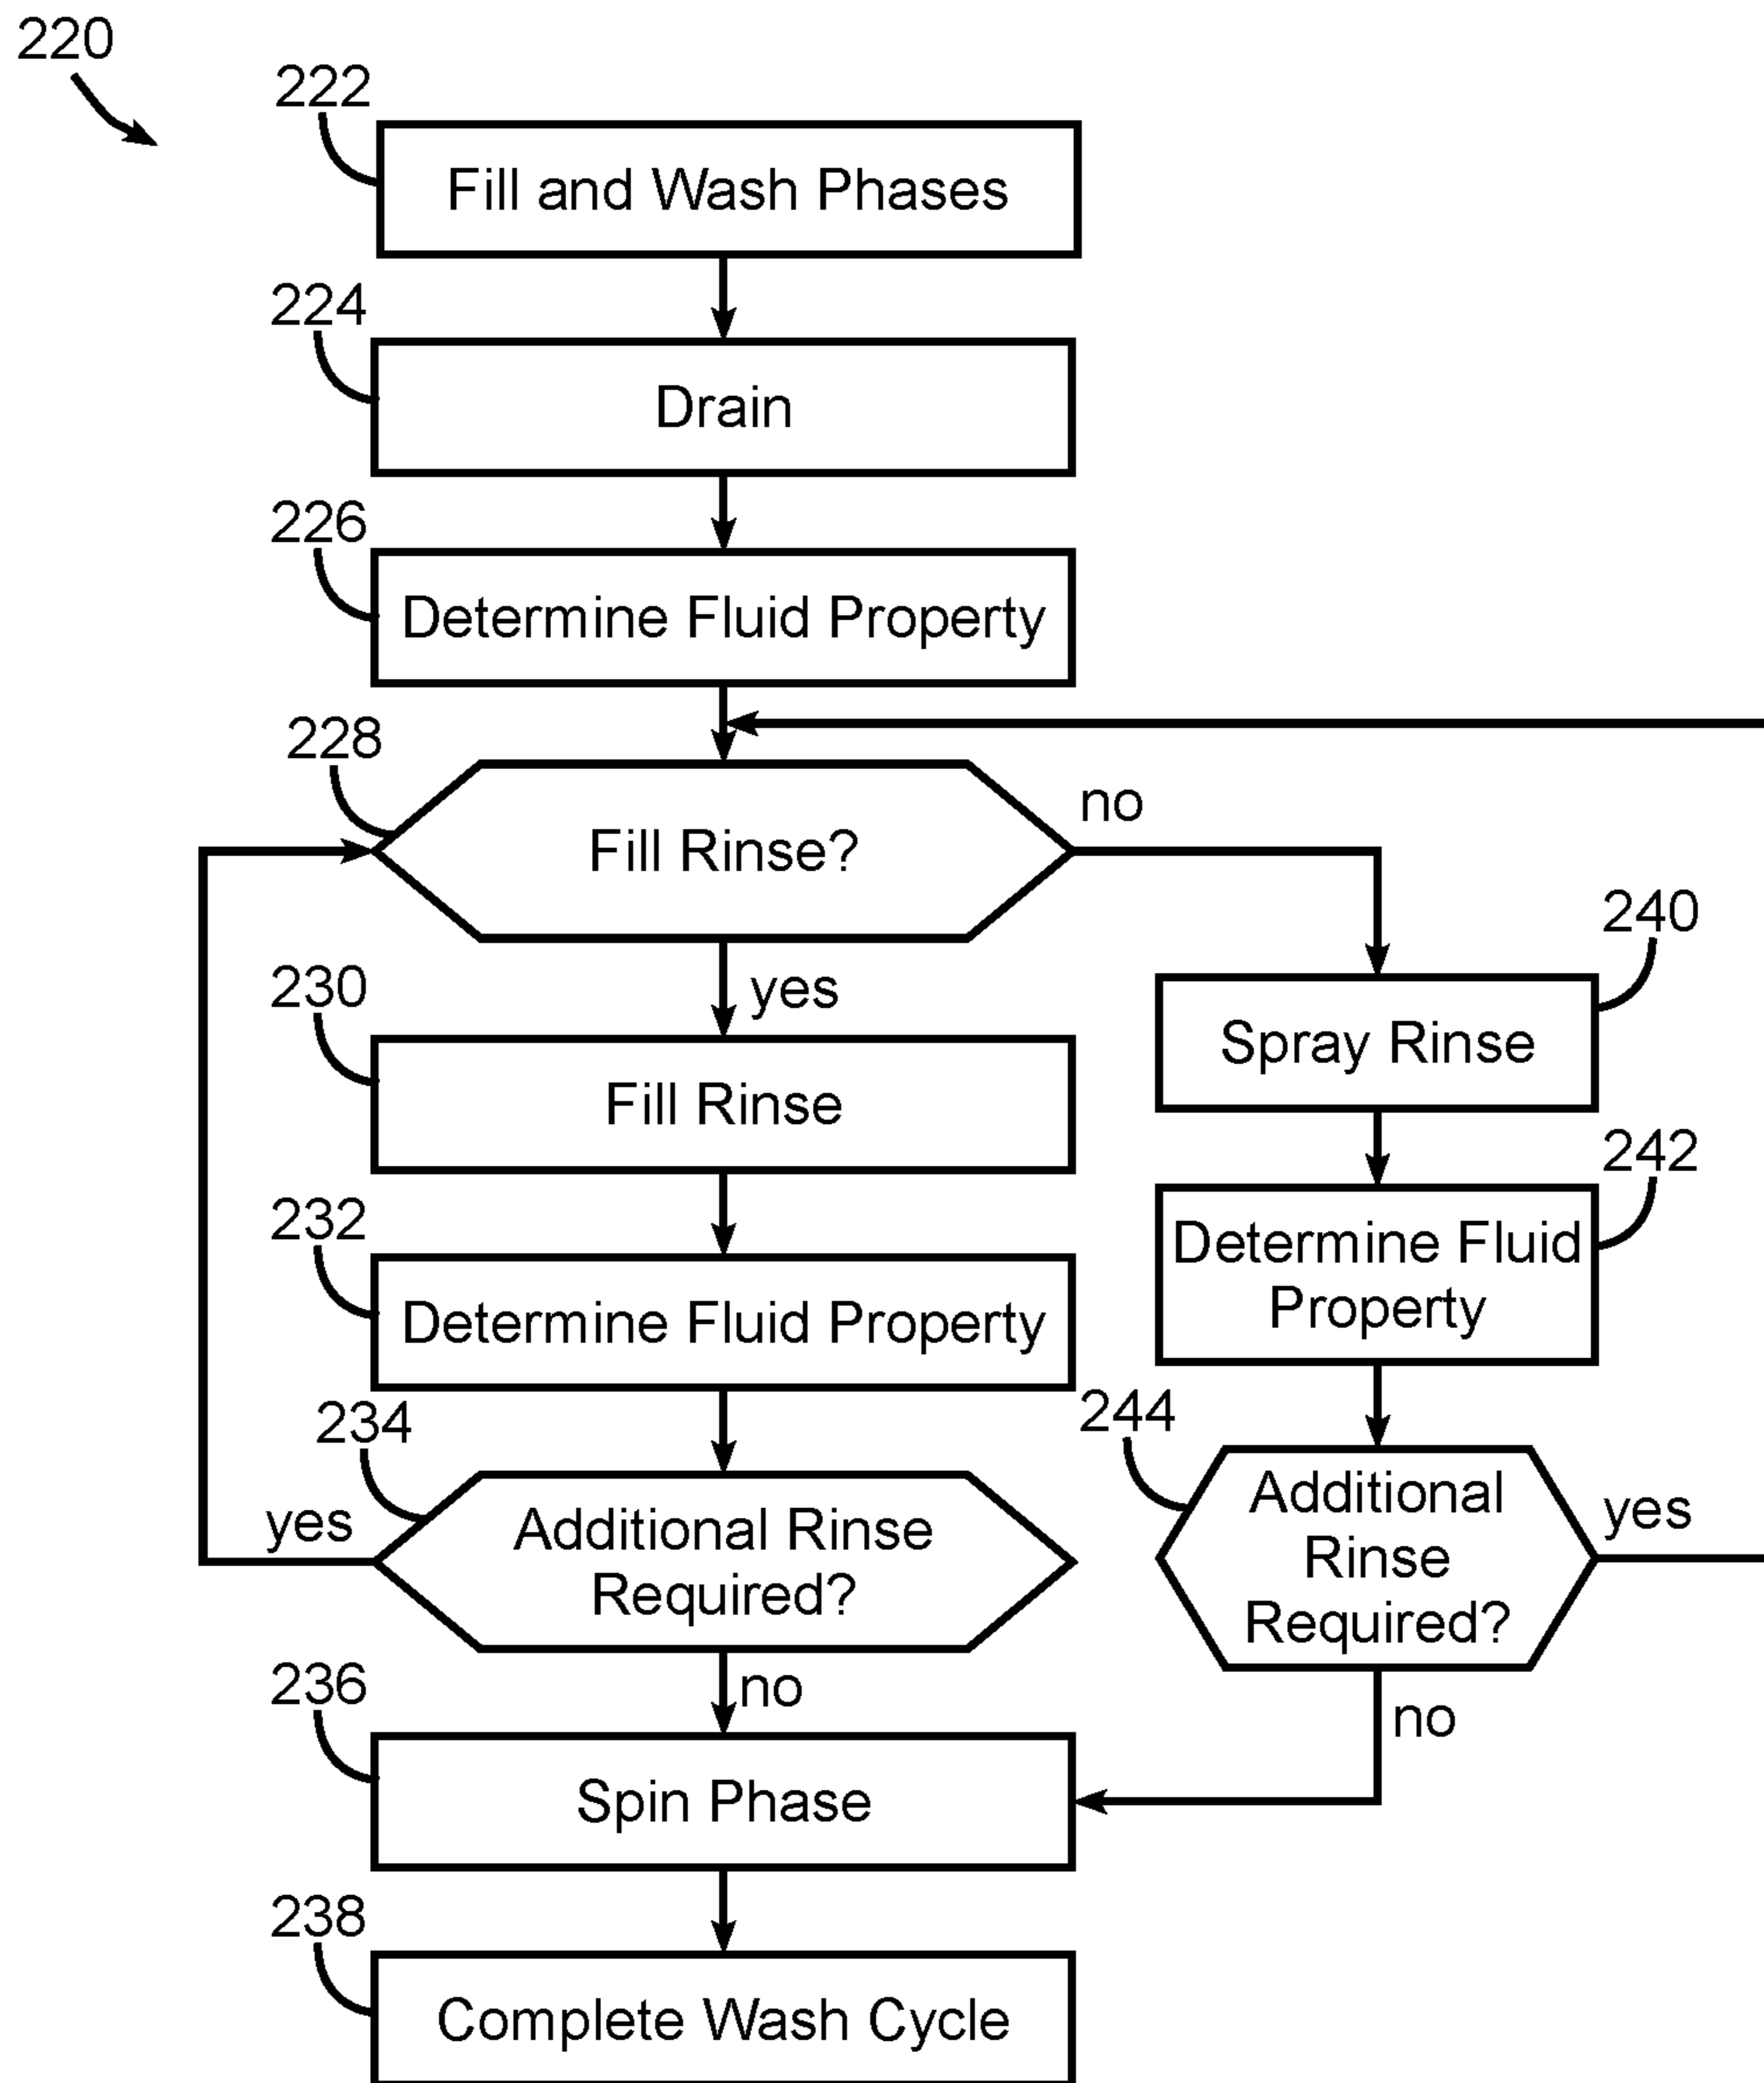 220
222
Fill and Wash Phases
224
Drain
226
Determine Fluid Property
228
Fill Rinse?
no
yes
230
Fill Rinse
232
Determine Fluid Property
234
Additional Rinse
Required?
yes
no
236
Spin Phase
238
Complete Wash Cycle
240
Spray Rinse
242
Determine Fluid
Property
244
Additional
Rinse
Required?
yes
no